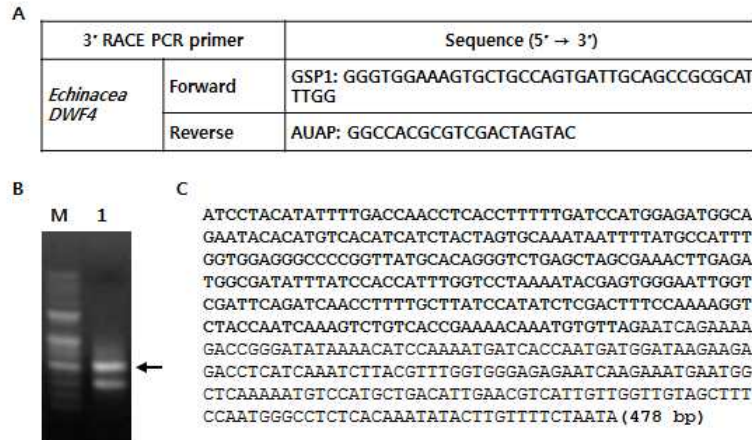 A
3' RACE PCR primer
Sequence (5' → 3')
Echinacea
DWF4
Forward
GSP1: GGGTGGAAAGTGCTGCCAGTGATTGCAGCCGCGCAT
TTGG
Reverse
AUAP: GGCCACGCGTCGACTAGTAC
B
M 1
C
ATCCTACATATTTTGACCAACCTCACCTTTTTGATCCATGGAGATGGCA
GAATACACATGTCACATCATCTACTAGTGCAAATAATTTTATGCCATTT
GGTGGAGGGCCCCGGTTATGCACAGGGTCTGAGCTAGCGAAACTTGAGA
TGGCGATATTTATCCACCATTTGGTCCTAAAATACGAGTGGGAATTGGT
CGATTCAGATCAACCTTTTGCTTATCCATATCTCGACTTTCCAAAAGGT
CTACCAATCAAAGTCTGTCACCGAAAACAAATGTGTTAGAATCAGAAAA
GACCGGGATATAAAACATCCAAAATGATCACCAATGATGGATAAGAAGA
GACCTCATCAAATCTTACGTTTGGTGGGAGAGAATCAAGAAATGAATGG
CTCAAAAATGTCCATGCTGACATTGAACGTCATTGTTGGTTGTAGCTTT
CCAATGGGCCTCTCACAAATATACTTGTTTTCTAATA(478 bp)